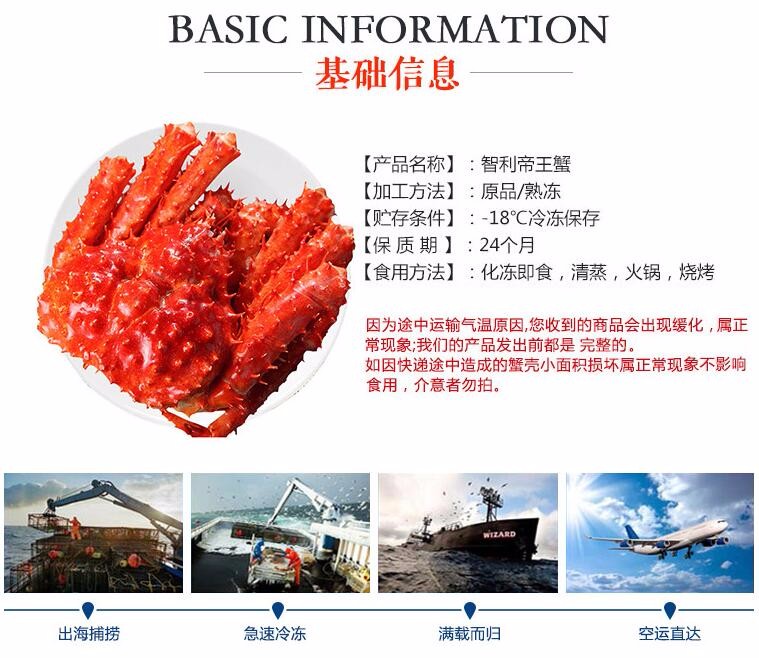 BASIC INFORMATION
基础信息
【产品名称】：智利帝王蟹
【加工方法】：原品/熟冻
【贮存条件】：-18℃冷冻保存
【保 质 期 】：24个月
【食用方法】：化冻即食，清蒸，火锅，烧烤
因为途中运输气温原因,您收到的商品会出现缓化，属正
常现象;我们的产品发出前都是 完整的。
如因快递途中造成的蟹壳小面积损坏属正常现象不影响
食用，介意者勿拍。
WIZARD
出海捕捞
急速冷冻
满载而归
空运直达